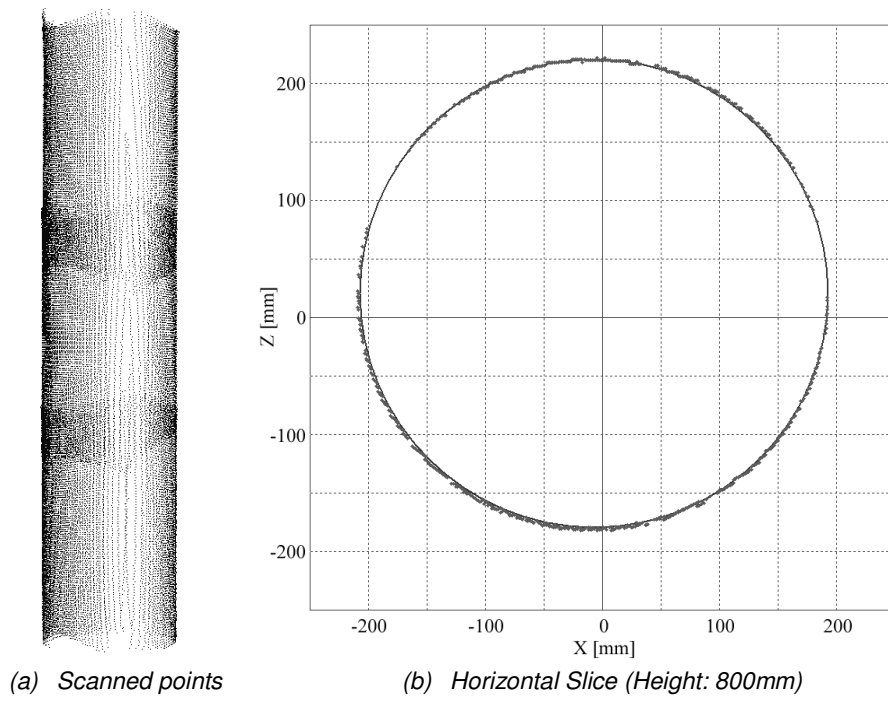 200
100
0
-100
-200
Z [mm]
-200 -100 0 100 200
X [mm]
(a) Scanned points (b) Horizontal Slice (Height: 800mm)